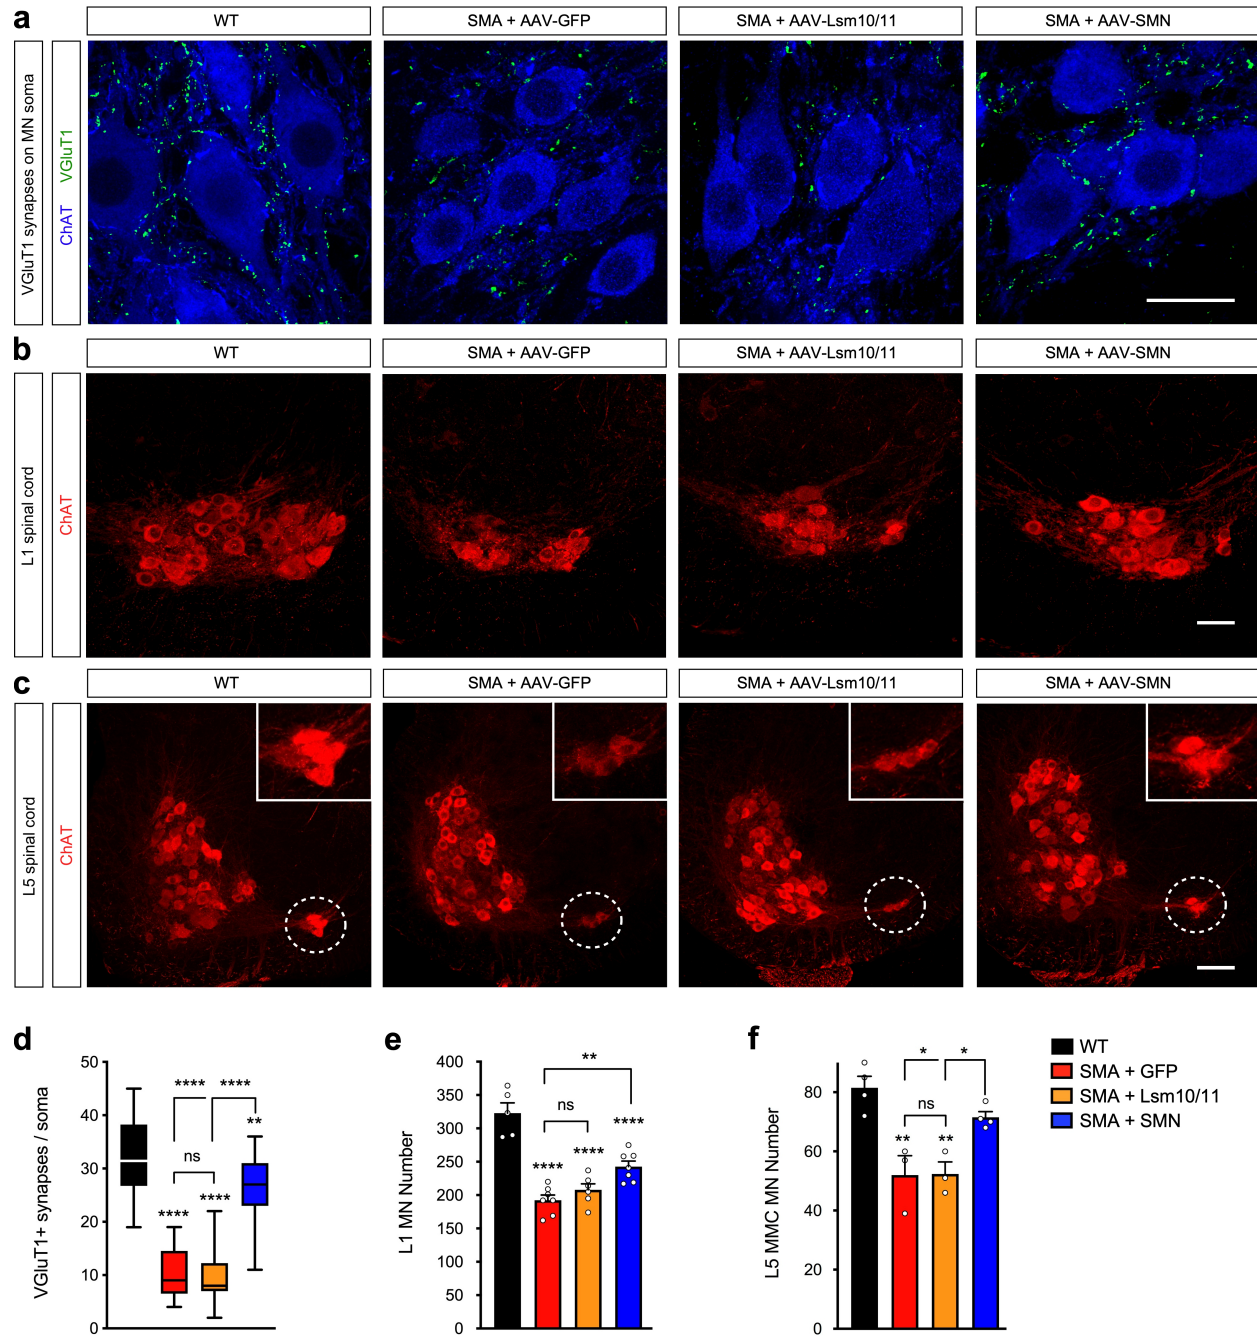 a
WT
SMA + AAV-GFP
SMA + AAV-Lsm10/11
SMA + AAV-SMN
VGluT1 synapses on MN soma
ChAT VGluT1
b
WT
SMA + AAV-GFP
SMA + AAV-Lsm10/11
SMA + AAV-SMN
L1 spinal cord
ChAT
c
WT
SMA + AAV-GFP
SMA + AAV-Lsm10/11
SMA + AAV-SMN
L5 spinal cord
ChAT
d
VGluT1+ synapses / soma
50
40
30
20
10
0
**** ****
**
ns
****
****
e
L1 MN Number
400
350
300
250
200
150
100
50
0
**
ns
****
****
****
f
L5 MMC MN Number
80
60
40
20
0
* *
ns
** **
WT
SMA + GFP
SMA + Lsm10/11
SMA + SMN